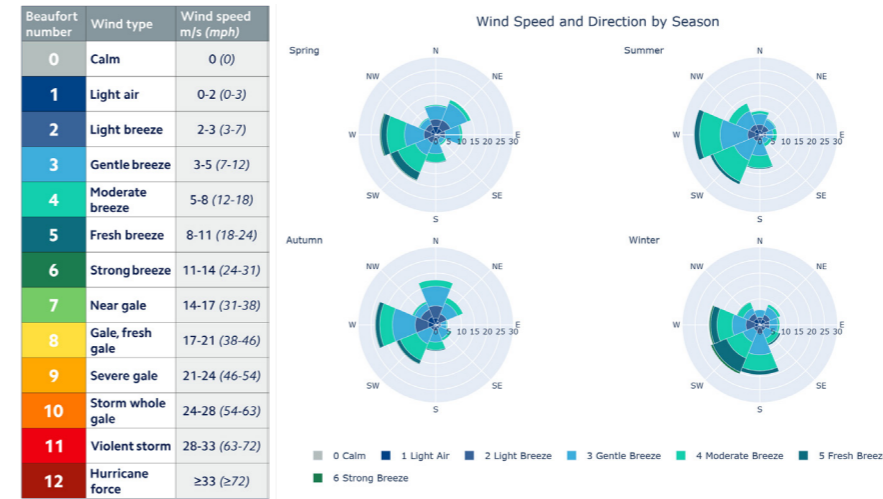 Beaufort number Wind type Wind speed m/s (mph)
0 Calm 0 (0)
1 Light air 0-2 (0-3)
2 Light breeze 2-3 (3-7)
3 Gentle breeze 3-5 (7-12)
4 Moderate breeze 5-8 (12-18)
5 Fresh breeze 8-11 (18-24)
6 Strong breeze 11-14 (24-31)
7 Near gale 14-17 (31-38)
8 Gale, fresh gale 17-21 (38-46)
9 Severe gale 21-24 (46-54)
10 Storm whole gale 24-28 (54-63)
11 Violent storm 28-33 (63-72)
12 Hurricane force ≥33 (≥72)
Wind Speed and Direction by Season
Spring
N
NW NE
W 0 5 10 15 20 25 30 E
SW SE
S
Summer
N
NW NE
W 0 5 10 15 20 25 30 E
SW SE
S
Autumn
N
NW NE
W 0 5 10 15 20 25 30 E
SW SE
S
Winter
N
NW NE
W 0 5 10 15 20 25 30 E
SW SE
S
0 Calm 1 Light Air 2 Light Breeze 3 Gentle Breeze 4 Moderate Breeze 5 Fresh Breez
6 Strong Breeze